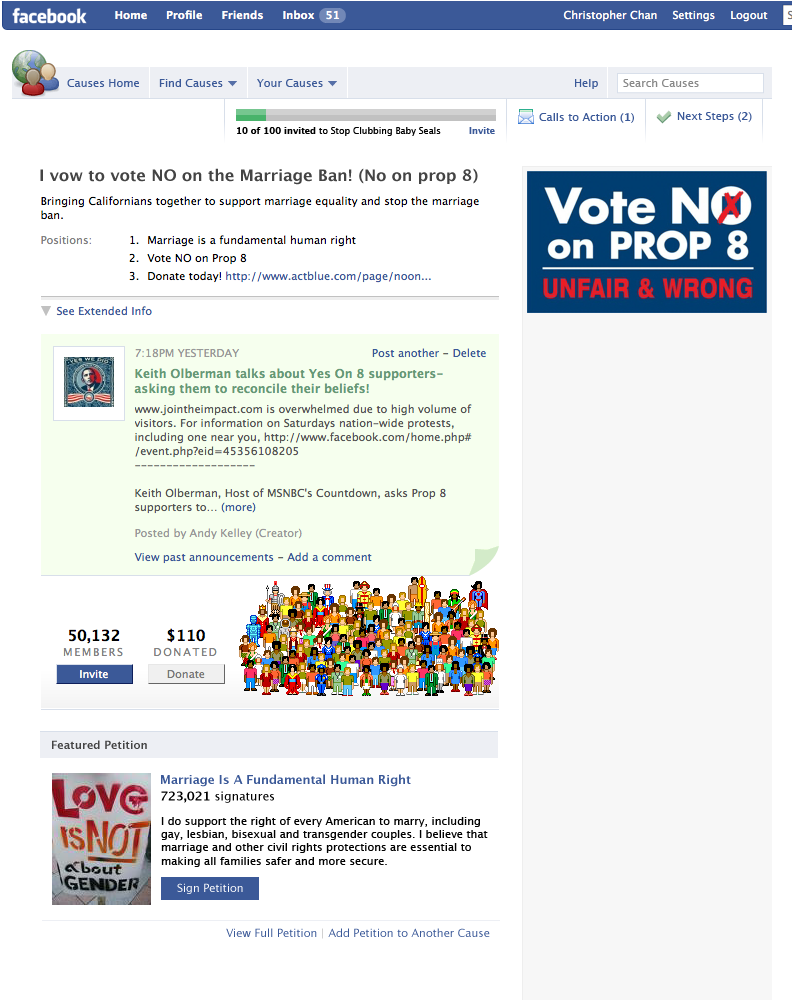 facebook Home Profile Friends Inbox 51 Christopher Chan Settings Logout S
Causes Home Find Causes Your Causes Help Search Causes
10 of 100 invited to Stop Clubbing Baby Seals Invite
Calls to Action (1) Next Steps (2)
I vow to vote NO on the Marriage Ban! (No on prop 8)
Bringing Californians together to support marriage equality and stop the marriage
ban.
Positions: 1. Marriage is a fundamental human right
2. Vote NO on Prop 8
3. Donate today! http://www.actblue.com/page/noon...
See Extended Info
Vote NO
on PROP 8
UNFAIR & WRONG
YES WE DID
7:18PM YESTERDAY Post another – Delete
Keith Olberman talks about Yes On 8 supporters–
asking them to reconcile their beliefs!
www.jointheimpact.com is overwhelmed due to high volume of
visitors. For information on Saturdays nation-wide protests,
including one near you, http://www.facebook.com/home.php#
/event.php?eid=45356108205
--------------------
Keith Olberman, Host of MSNBC's Countdown, asks Prop 8
supporters to... (more)
Posted by Andy Kelley (Creator)
View past announcements – Add a comment
50,132 $110
MEMBERS DONATED
Invite Donate
Featured Petition
LOVE
is NOT
about
GENDER
Marriage Is A Fundamental Human Right
723,021 signatures
I do support the right of every American to marry, including
gay, lesbian, bisexual and transgender couples. I believe that
marriage and other civil rights protections are essential to
making all families safer and more secure.
Sign Petition
View Full Petition | Add Petition to Another Cause